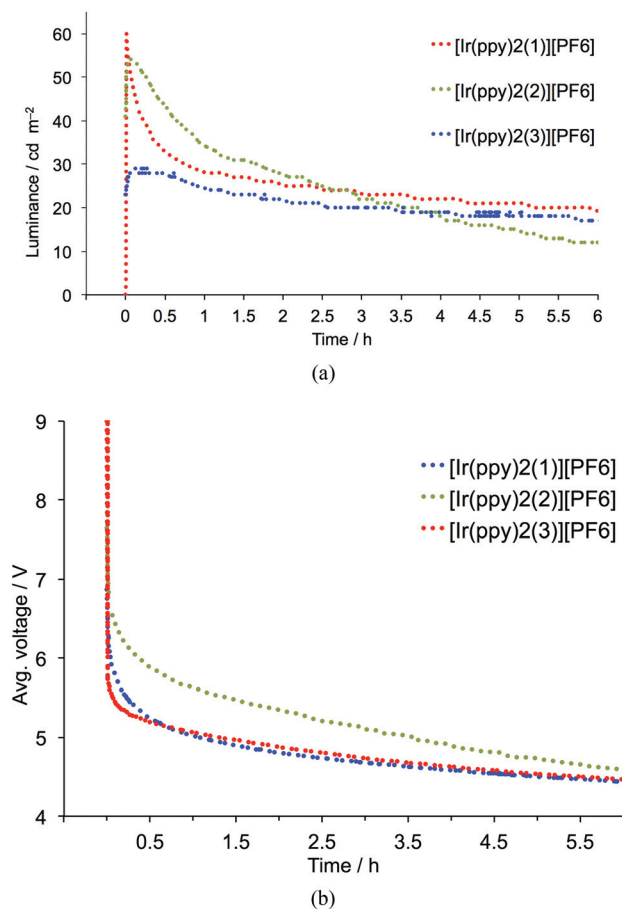 60
50
40
30
20
10
0
Luminance / cd m⁻²
[Ir(ppy)2(1)][PF6]
[Ir(ppy)2(2)][PF6]
[Ir(ppy)2(3)][PF6]
0 0.5 1 1.5 2 2.5 3 3.5 4 4.5 5 5.5 6
Time / h
(a)
9
8
7
6
5
4
Avg. voltage / V
[Ir(ppy)2(1)][PF6]
[Ir(ppy)2(2)][PF6]
[Ir(ppy)2(3)][PF6]
0.5 1.5 2.5 3.5 4.5 5.5
Time / h
(b)